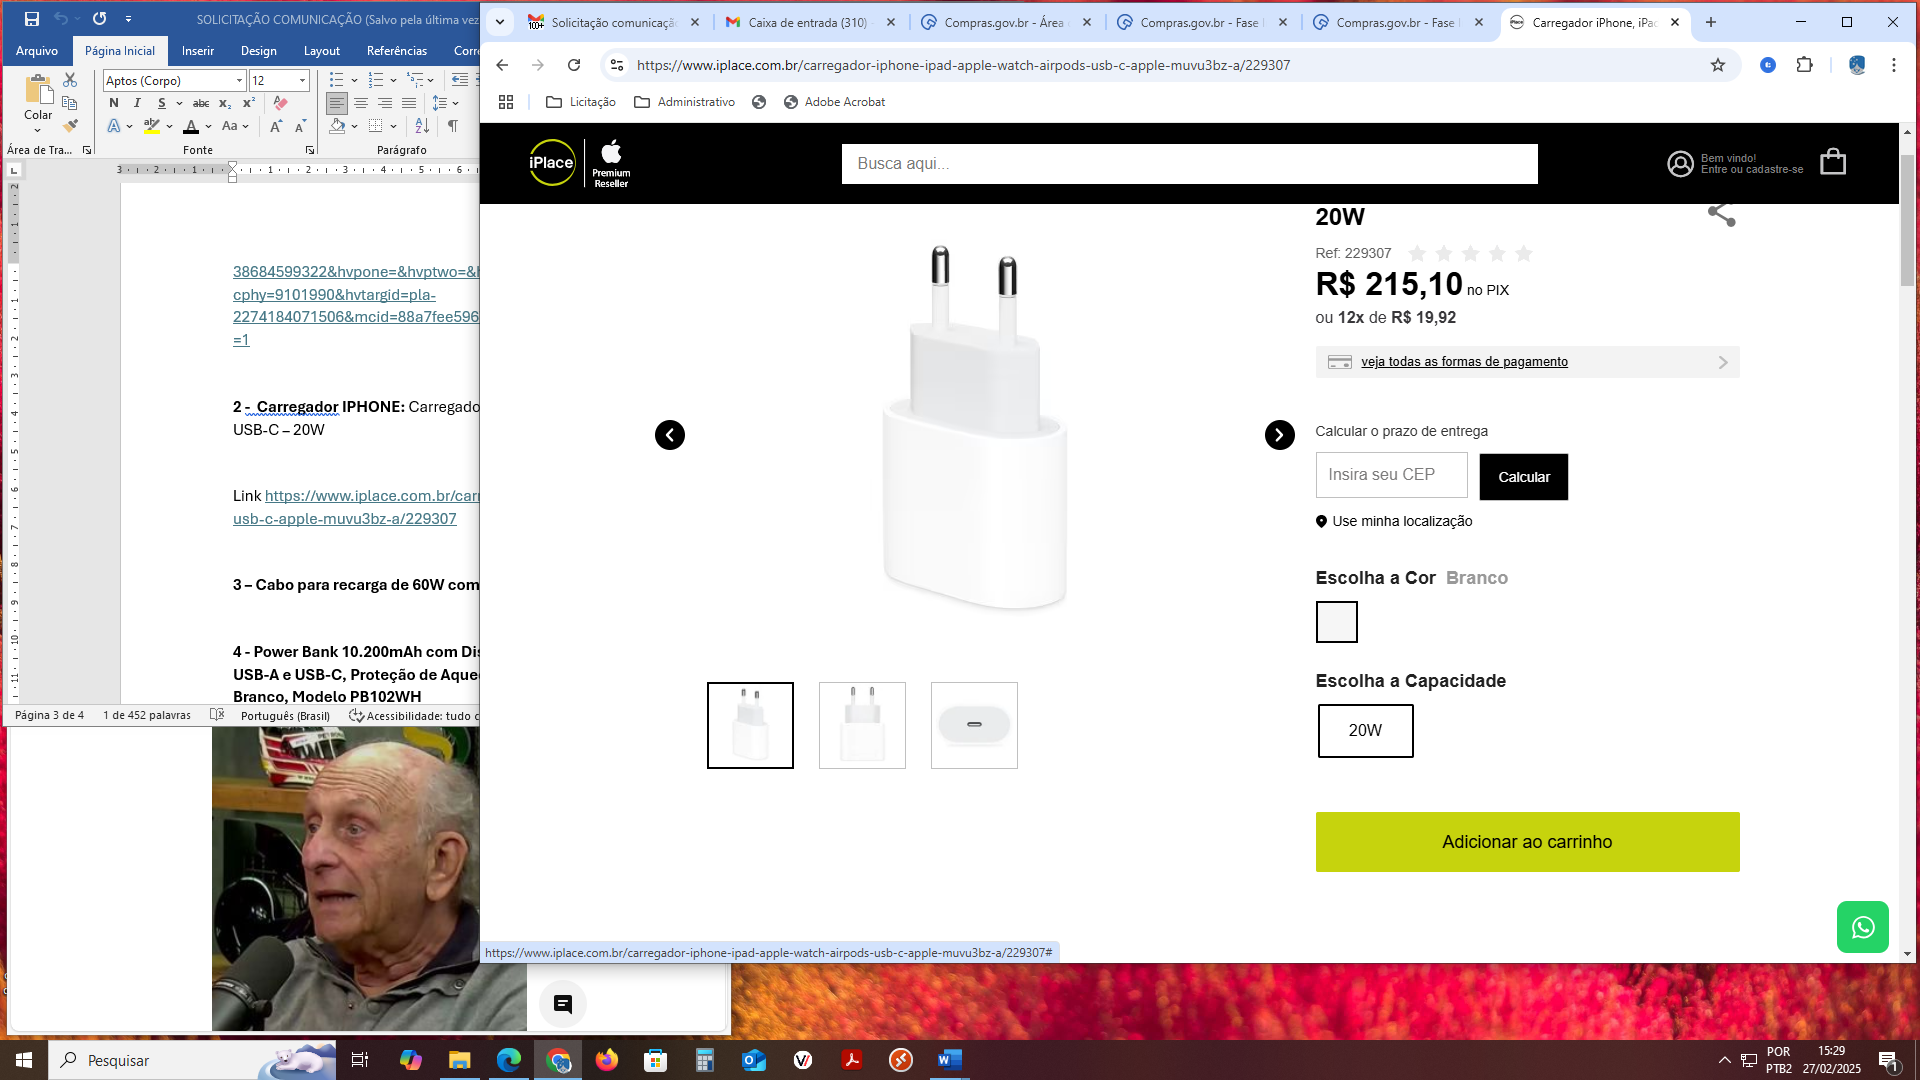 SOLICITAÇÃO COMUNICAÇÃO (Salvo pela última vez
Arquivo
Página Inicial
Inserir
Design
Layout
Referências
Colar
Aptos (Corpo)
12
N I S abc x₂ x²
Aa
Área de Tra...
Fonte
Parágrafo
38684599322&hvpone=&hvptwo=&
cphy=9101990&hvtargid=pla-
2274184071506&mcid=88a7fee596
=1
2 - Carregador IPHONE: Carregado
USB-C – 20W
Link https://www.iplace.com.br/car
usb-c-apple-muvu3bz-a/229307
3 – Cabo para recarga de 60W com
4 - Power Bank 10.200mAh com Di
USB-A e USB-C, Proteção de Aque
Branco, Modelo PB102WH
Página 3 de 4
1 de 452 palavras
Português (Brasil)
Acessibilidade: tudo c
Solicitação comunicaçã
Caixa de entrada (310) -
Compras.gov.br - Área
Compras.gov.br - Fase
Compras.gov.br - Fase
Carregador iPhone, iPad
https://www.iplace.com.br/carregador-iphone-ipad-apple-watch-airpods-usb-c-apple-muvu3bz-a/229307
Licitação
Administrativo
Adobe Acrobat
iPlace
Premium
Reseller
Busca aqui...
Bem vindo!
Entre ou cadastre-se
20W
Ref: 229307
R$ 215,10 no PIX
ou 12x de R$ 19,92
veja todas as formas de pagamento
Calcular o prazo de entrega
Insira seu CEP
Calcular
Use minha localização
Escolha a Cor Branco
Escolha a Capacidade
20W
Adicionar ao carrinho
https://www.iplace.com.br/carregador-iphone-ipad-apple-watch-airpods-usb-c-apple-muvu3bz-a/229307#
Pesquisar
POR
PTB2
15:29
27/02/2025
1